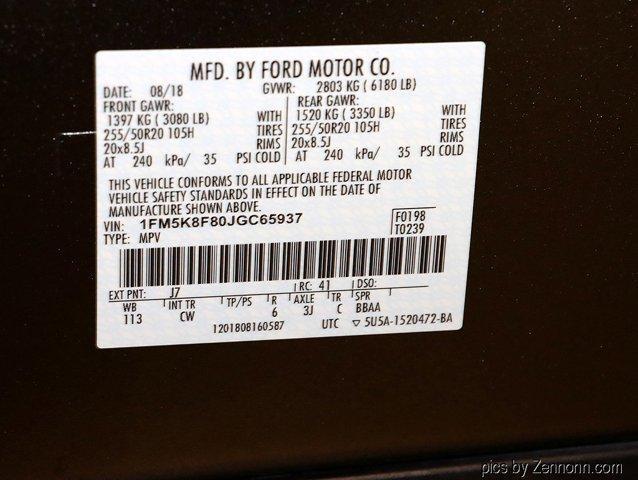 MFD. BY FORD MOTOR CO.
DATE: 08/18 GVWR: 2803 KG ( 6180 LB)
FRONT GAWR: REAR GAWR:
1397 KG ( 3080 LB) WITH 1520 KG ( 3350 LB) WITH
255/50R20 105H TIRES 255/50R20 105H TIRES
20x8.5J RIMS 20x8.5J RIMS
AT 240 kPa/ 35 PSI COLD AT 240 kPa/ 35 PSI COLD
THIS VEHICLE CONFORMS TO ALL APPLICABLE FEDERAL MOTOR
VEHICLE SAFETY STANDARDS IN EFFECT ON THE DATE OF
MANUFACTURE SHOWN ABOVE.
VIN: 1FM5K8F80JGC65937 F0198
TYPE: MPV T0239
EXT PNT: J7 RC: 41 DSO:
WB INT TR TP/PS R AXLE TR SPR
113 CW 6 3J C BBAA
1201808160587 UTC ▽ 5U5A-1520472-BA
pics by Zennonn.com